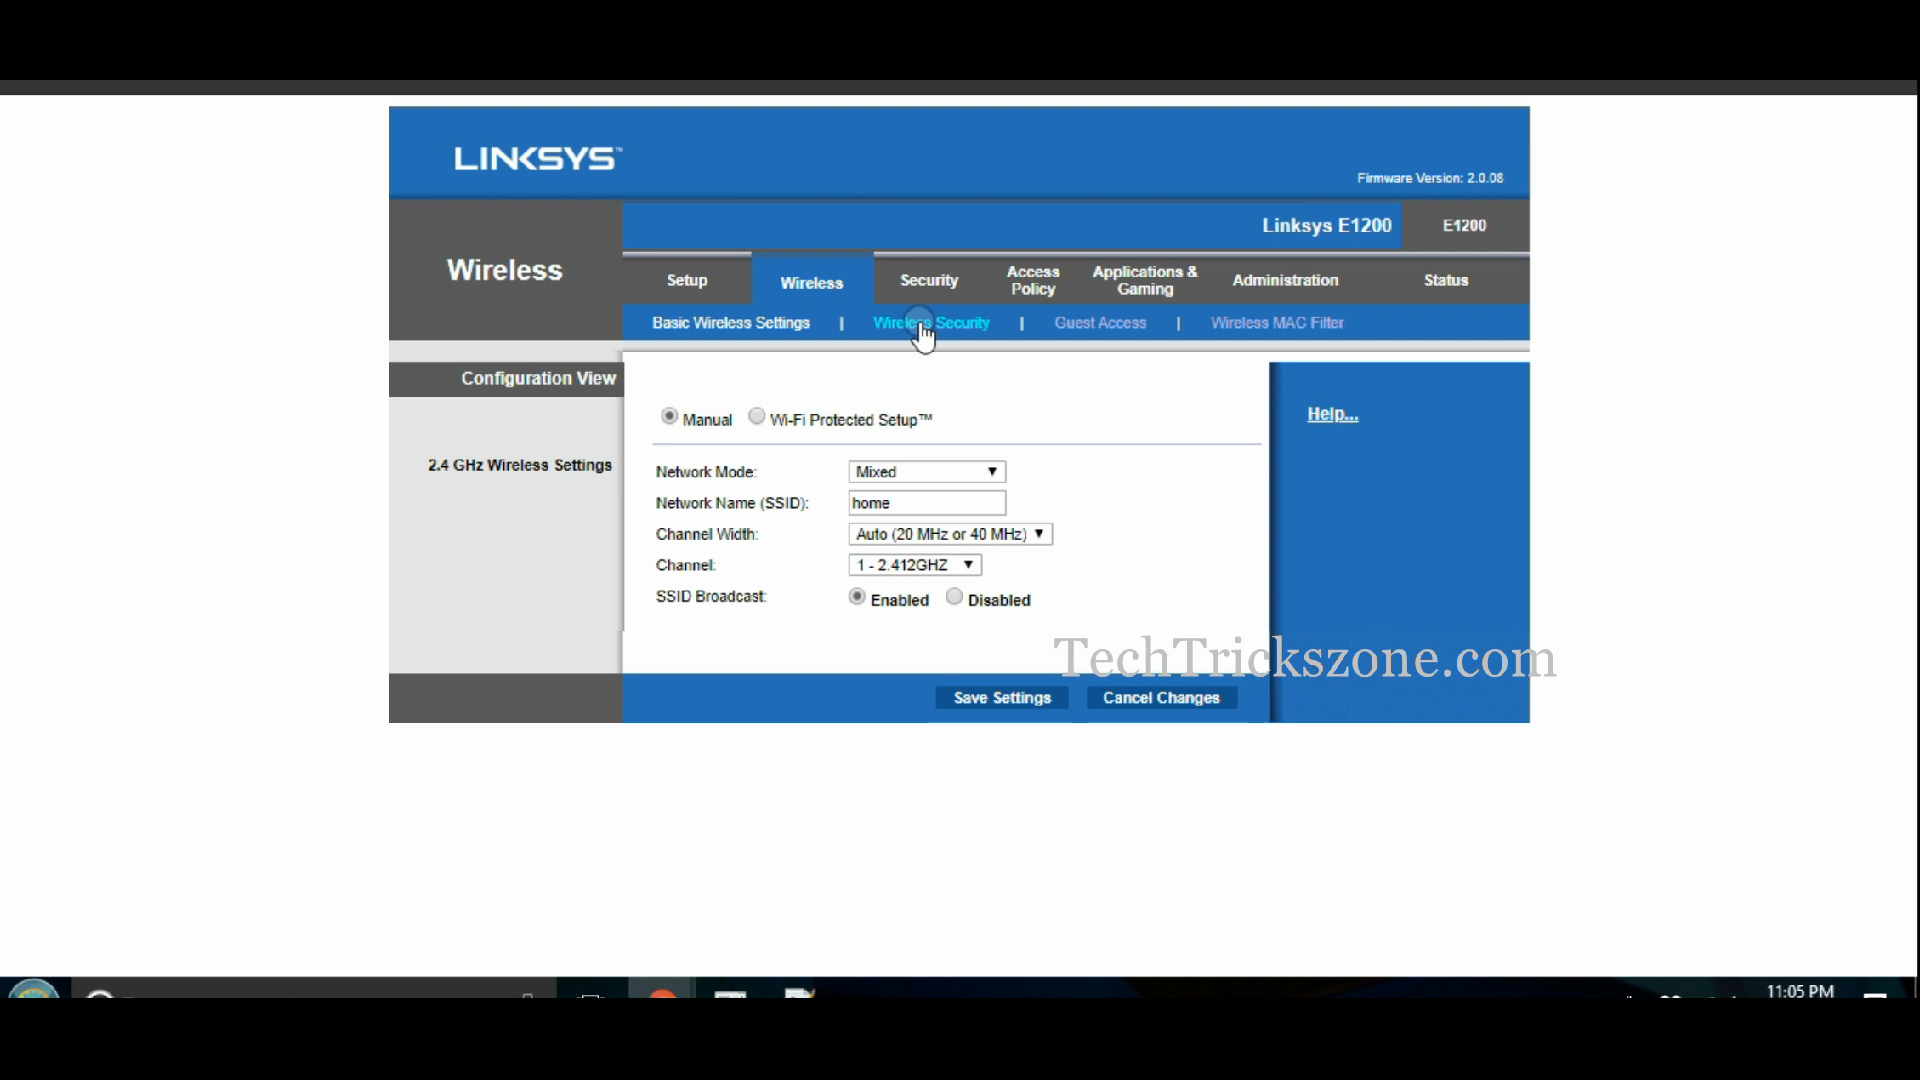 LINKSYS™
Firmware Version: 2.0.08
Linksys E1200 E1200
Wireless
Setup Wireless Security Access Policy Applications & Gaming Administration Status
Basic Wireless Settings | Wireless Security | Guest Access | Wireless MAC Filter
Configuration View
Manual Wi-Fi Protected Setup™
Help...
2.4 GHz Wireless Settings
Network Mode: Mixed
Network Name (SSID): home
Channel Width: Auto (20 MHz or 40 MHz)
Channel: 1 - 2.412GHZ
SSID Broadcast: Enabled Disabled
TechTrickszone.com
Save Settings Cancel Changes
11:05 PM